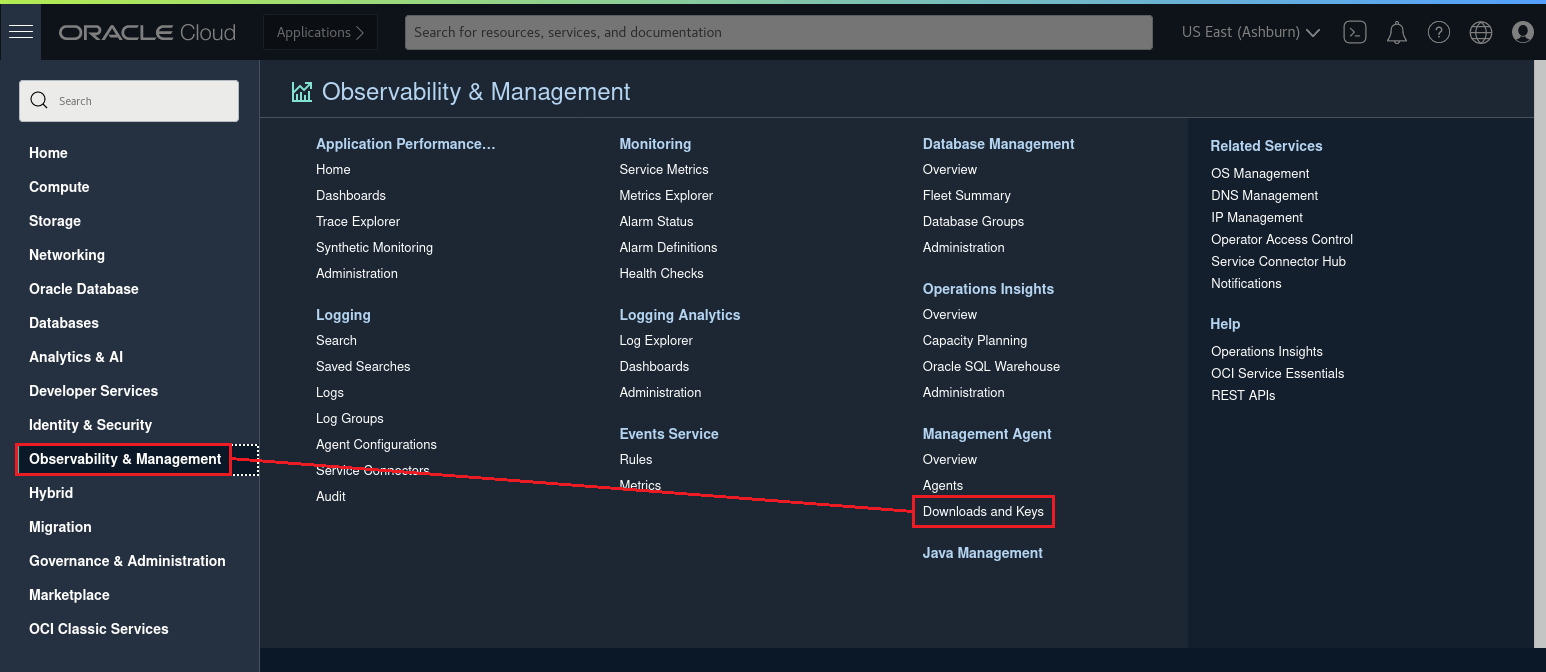 ORACLE Cloud
Applications
Search for resources, services, and documentation
US East (Ashburn)
Search
Home
Compute
Storage
Networking
Oracle Database
Databases
Analytics & AI
Developer Services
Identity & Security
Observability & Management
Hybrid
Migration
Governance & Administration
Marketplace
OCI Classic Services
Observability & Management
Application Performance...
Home
Dashboards
Trace Explorer
Synthetic Monitoring
Administration
Logging
Search
Saved Searches
Logs
Log Groups
Agent Configurations
Service Connectors
Audit
Monitoring
Service Metrics
Metrics Explorer
Alarm Status
Alarm Definitions
Health Checks
Logging Analytics
Log Explorer
Dashboards
Administration
Events Service
Rules
Metrics
Database Management
Overview
Fleet Summary
Database Groups
Administration
Operations Insights
Overview
Capacity Planning
Oracle SQL Warehouse
Administration
Management Agent
Overview
Agents
Downloads and Keys
Java Management
Related Services
OS Management
DNS Management
IP Management
Operator Access Control
Service Connector Hub
Notifications
Help
Operations Insights
OCI Service Essentials
REST APIs